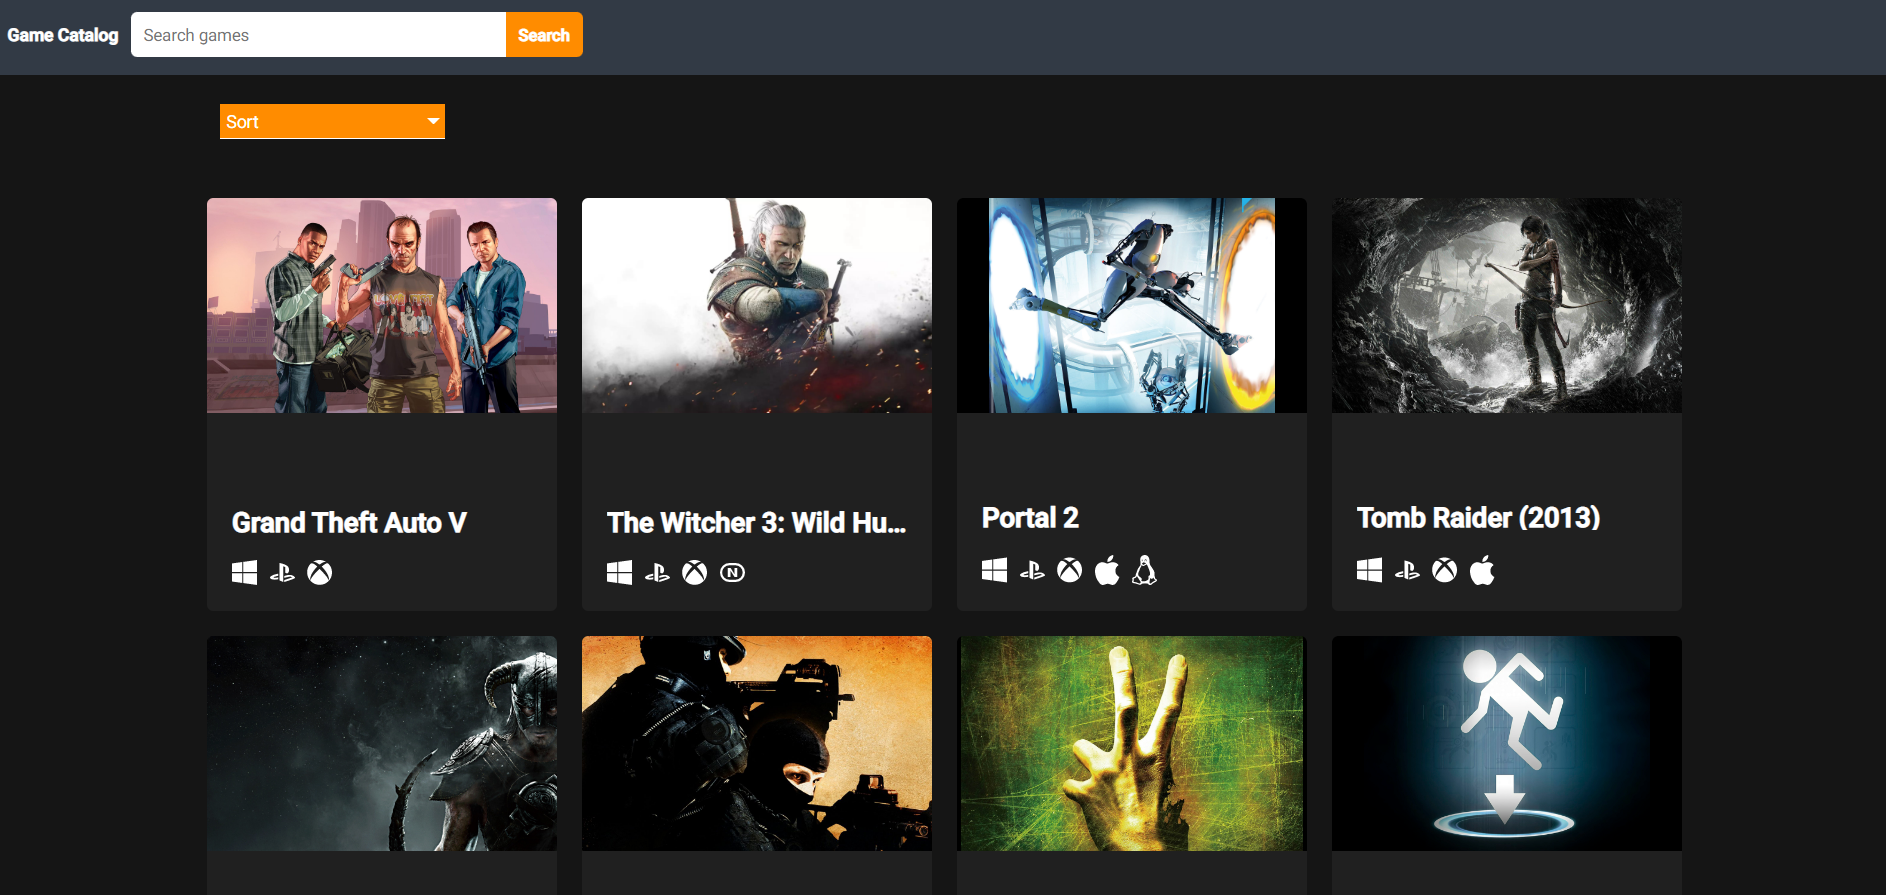 Game Catalog
Search games
Search
Sort
Grand Theft Auto V
The Witcher 3: Wild Hu...
Portal 2
Tomb Raider (2013)